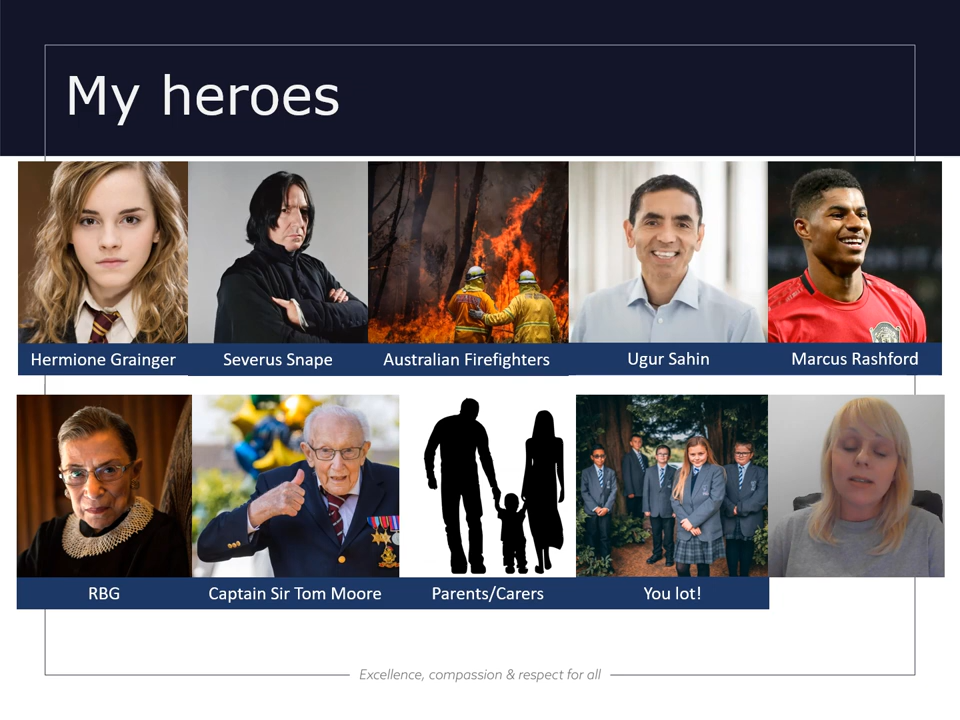 My heroes
Hermione Grainger
Severus Snape
Australian Firefighters
Ugur Sahin
Marcus Rashford
RBG
Captain Sir Tom Moore
Parents/Carers
You lot!
Excellence, compassion & respect for all